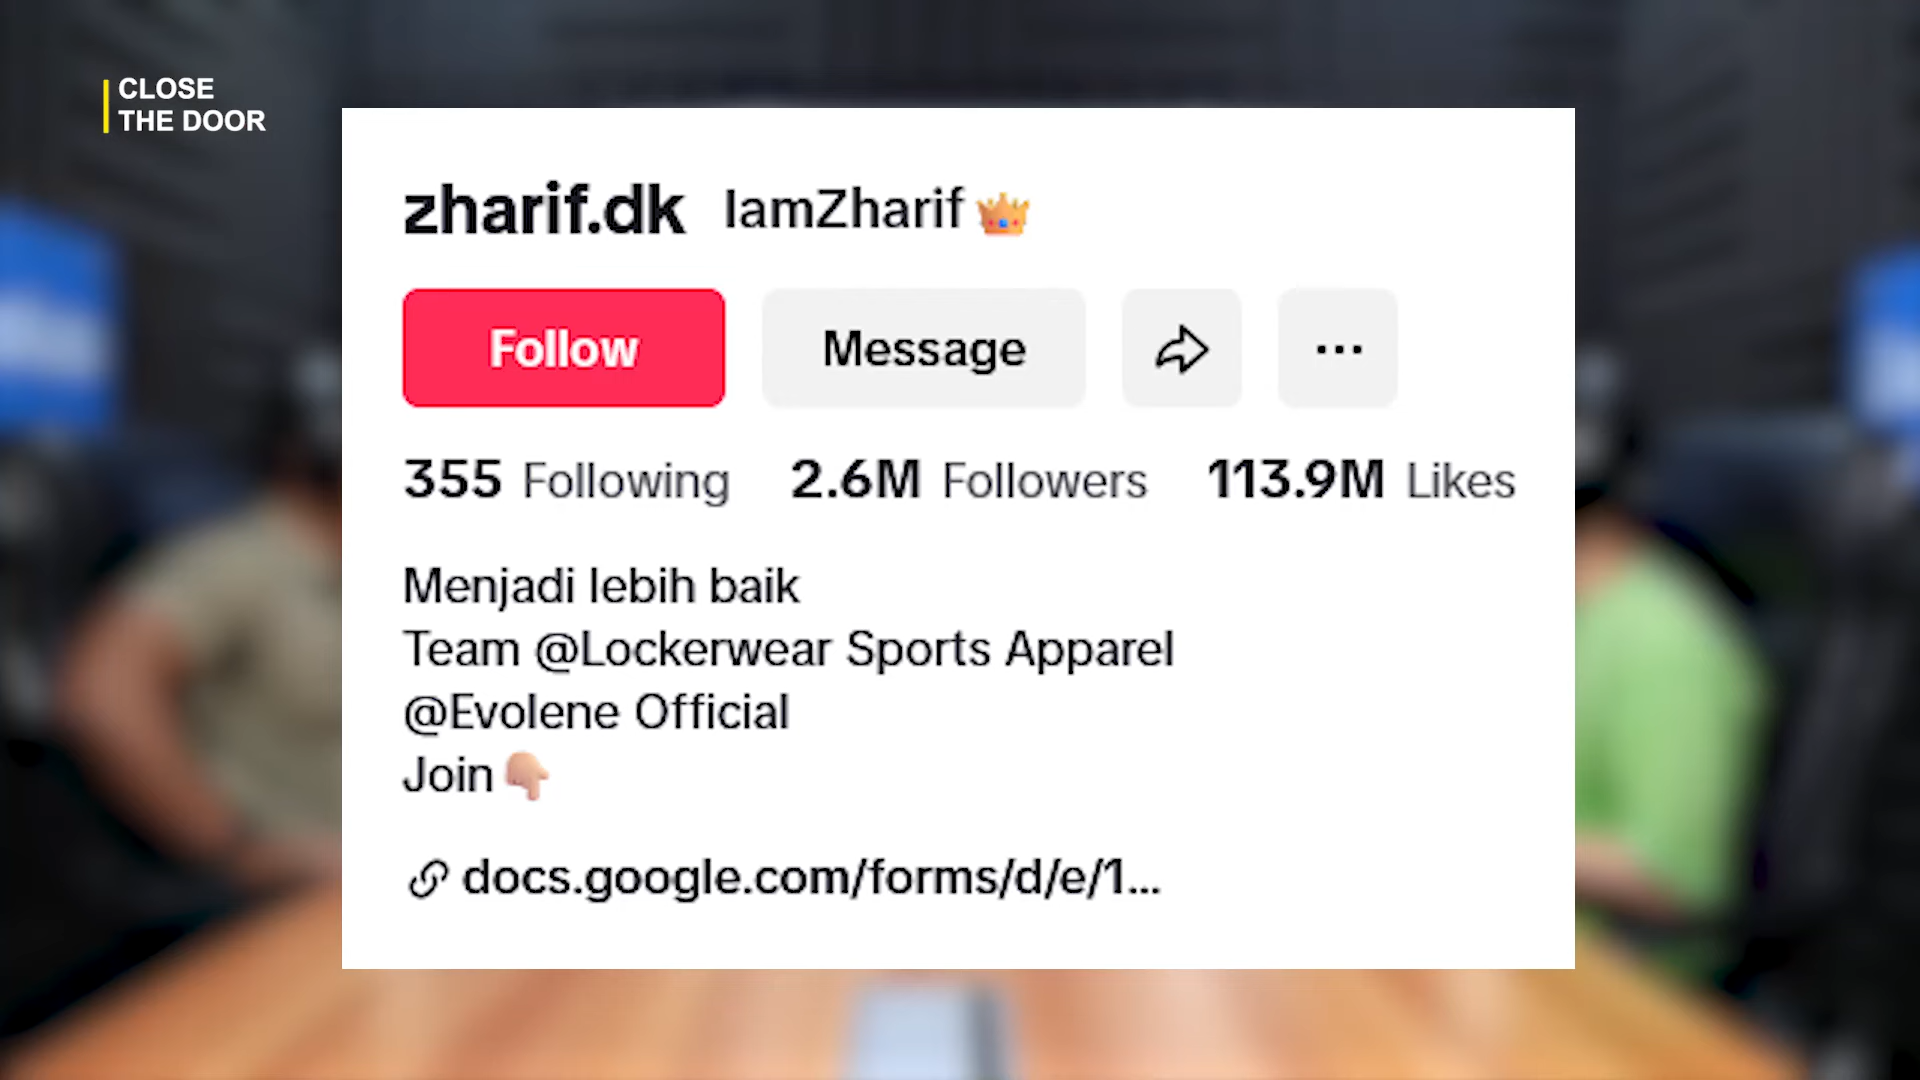 CLOSE
THE DOOR
zharif.dk IamZharif 👑
Follow Message ...
355 Following 2.6M Followers 113.9M Likes
Menjadi lebih baik
Team @Lockerwear Sports Apparel
@Evolene Official
Join 👇🏼
docs.google.com/forms/d/e/1...